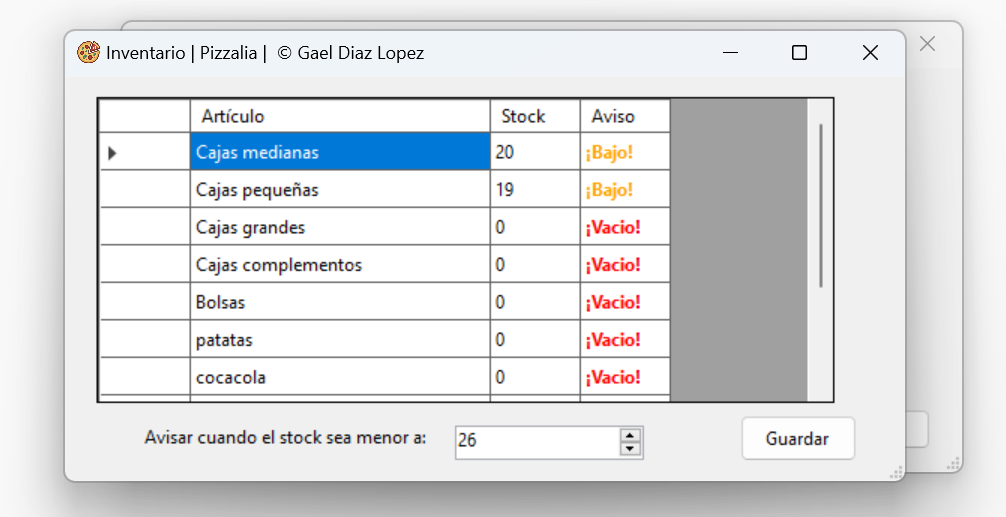 Inventario | Pizzalia | © Gael Diaz Lopez
Artículo Stock Aviso
Cajas medianas 20 ¡Bajo!
Cajas pequeñas 19 ¡Bajo!
Cajas grandes 0 ¡Vacio!
Cajas complementos 0 ¡Vacio!
Bolsas 0 ¡Vacio!
patatas 0 ¡Vacio!
cocacola 0 ¡Vacio!
Avisar cuando el stock sea menor a: 26 Guardar